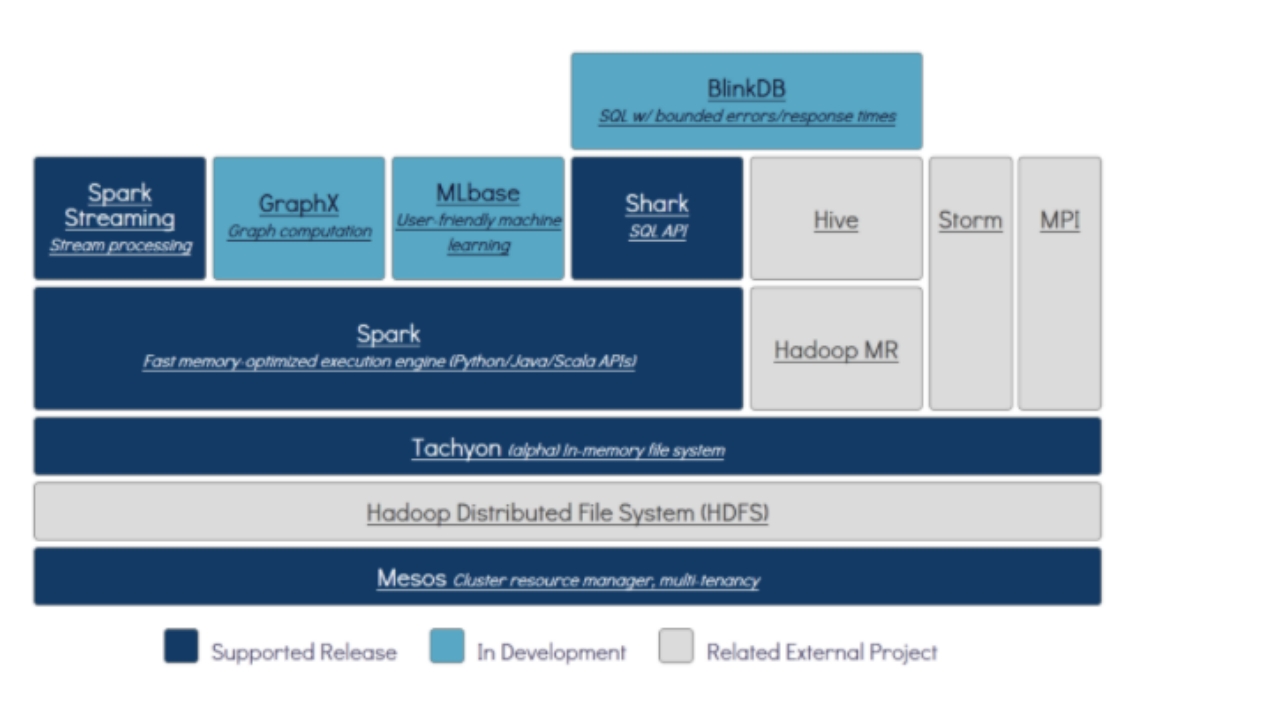 BlinkDB
SQL w/ bounded errors/response times
Spark
Streaming
Stream processing
GraphX
Graph computation
MLbase
User-friendly machine
learning
Shark
SQL API
Hive
Storm
MPI
Spark
Fast memory-optimized execution engine (Python/Java/Scala APIs)
Hadoop MR
Tachyon (alpha) In-memory file system
Hadoop Distributed File System (HDFS)
Mesos Cluster resource manager, multi-tenancy
Supported Release
In Development
Related External Project